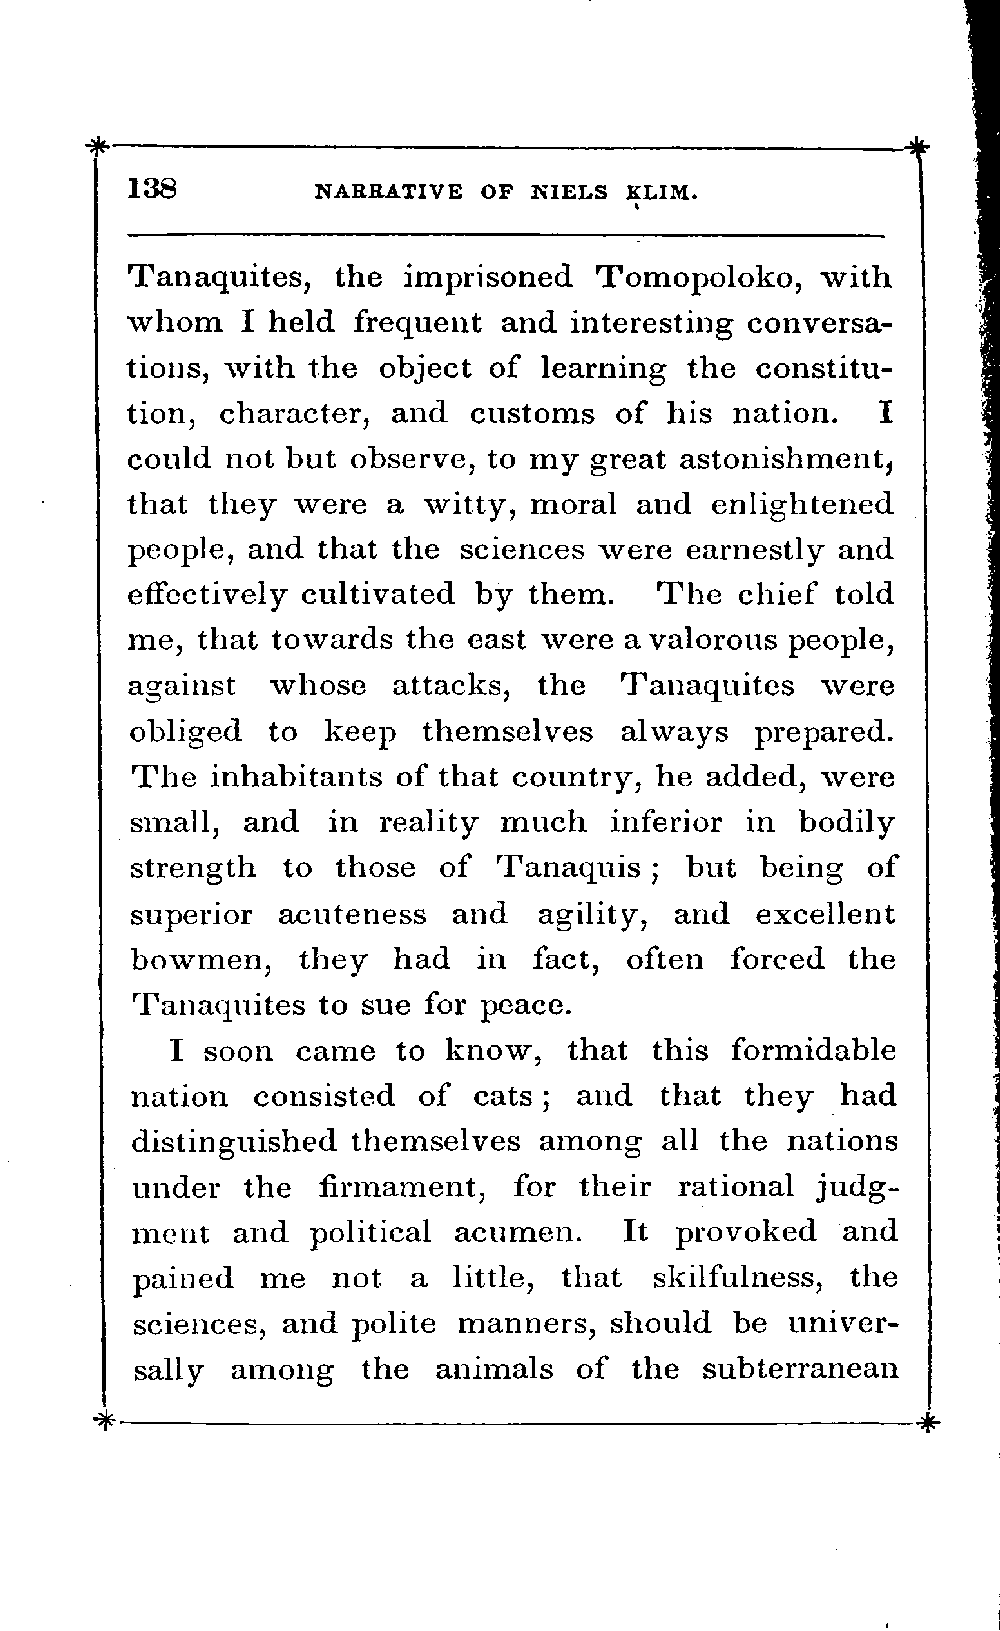 138 NARRATIVE OF NIELS KLIM.
Tanaquites, the imprisoned Tomopoloko, with
whom I held frequent and interesting conversa-
tions, with the object of learning the constitu-
tion, character, and customs of his nation. I
could not but observe, to my great astonishment,
that they were a witty, moral and enlightened
people, and that the sciences were earnestly and
effectively cultivated by them. The chief told
me, that towards the east were a valorous people,
against whose attacks, the Tanaquites were
obliged to keep themselves always prepared.
The inhabitants of that country, he added, were
small, and in reality much inferior in bodily
strength to those of Tanaquis ; but being of
superior acuteness and agility, and excellent
bowmen, they had in fact, often forced the
Tanaquites to sue for peace.
I soon came to know, that this formidable
nation consisted of cats ; and that they had
distinguished themselves among all the nations
under the firmament, for their rational judg-
ment and political acumen. It provoked and
pained me not a little, that skilfulness, the
sciences, and polite manners, should be univer-
sally among the animals of the subterranean